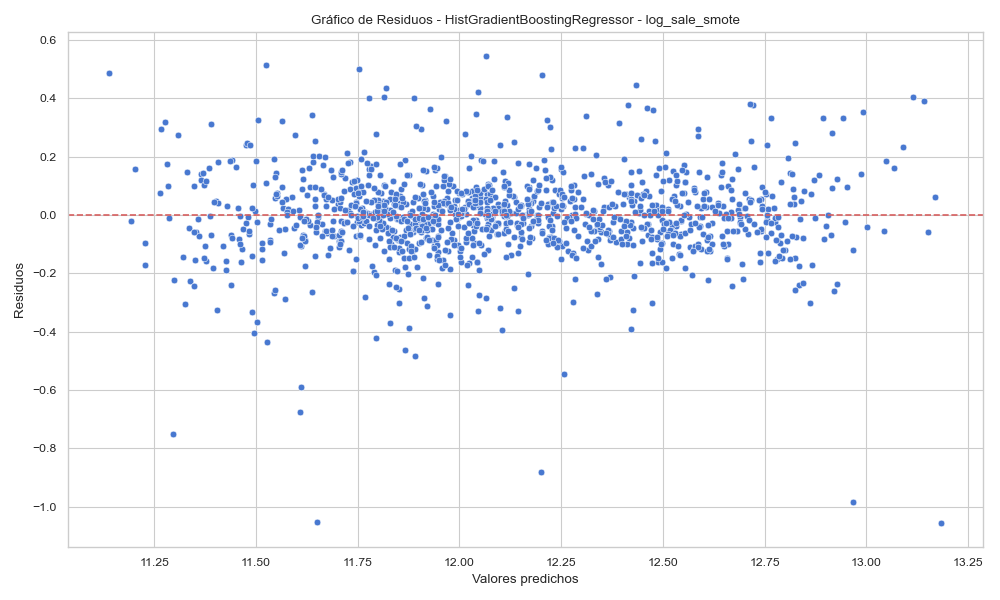 Gráfico de Residuos - HistGradientBoostingRegressor - log_sale_smote
0.6
0.4
0.2
0.0
−0.2
−0.4
−0.6
−0.8
−1.0
Residuos
11.25 11.50 11.75 12.00 12.25 12.50 12.75 13.00 13.25
Valores predichos